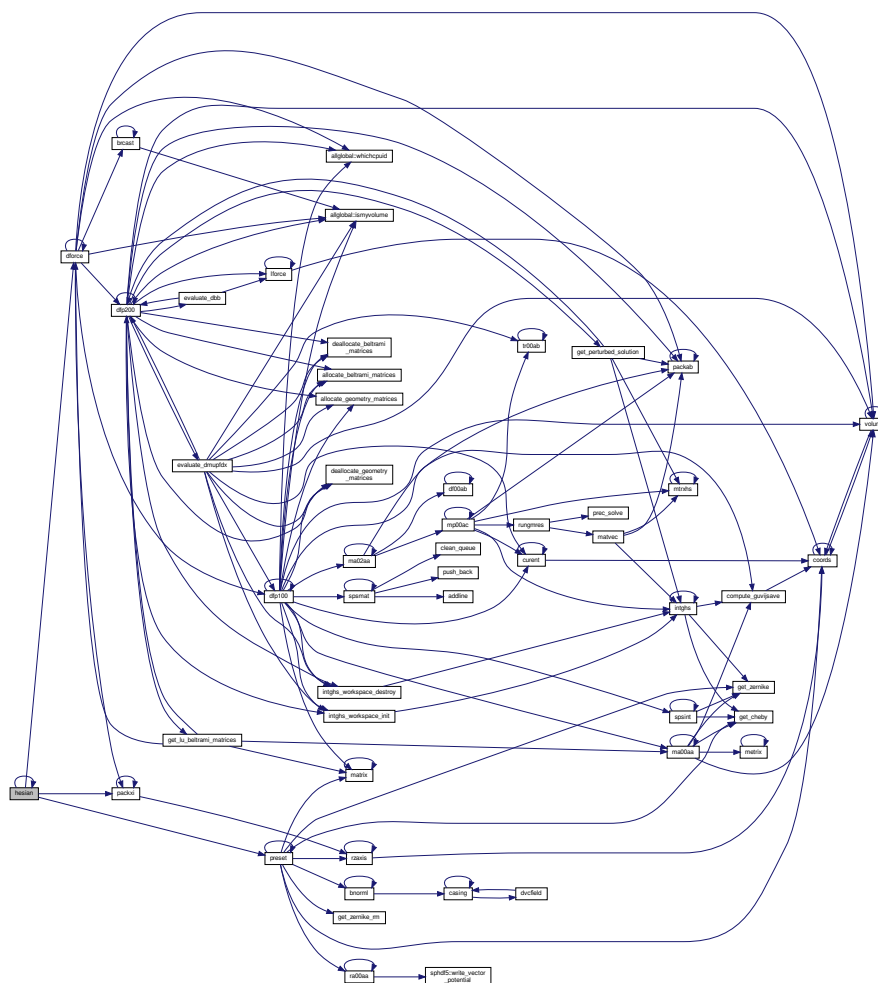 brcast
allglobal::whichcpuid
allglobal::ismyvolume
dforce
lforce
evaluate_dbb
dfp200
deallocate_beltrami
_matrices
tr00ab
get_perturbed_solution
packab
allocate_beltrami_matrices
allocate_geometry_matrices
volum
evaluate_dmupfdx
deallocate_geometry
_matrices
df00ab
mtrxhs
prec_solve
mp00ac
rungmres
matvec
clean_queue
ma02aa
curent
coords
push_back
dfp100
spsmat
addline
compute_guvijsave
intghs
get_zernike
intghs_workspace_destroy
intghs_workspace_init
spsint
get_cheby
get_lu_beltrami_matrices
ma00aa
metrix
matrix
hesian
packxi
preset
rzaxis
bnorml
casing
dvcfield
get_zernike_rm
ra00aa
sphdf5::write_vector
_potential